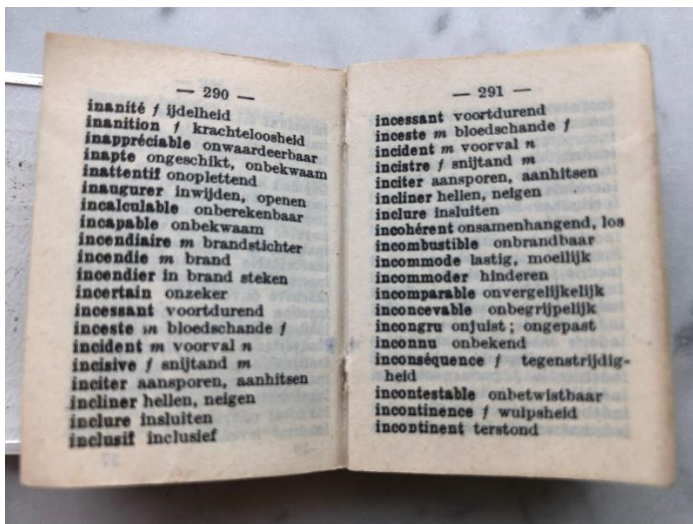 — 290 —
inanité f ijdelheid
inanition f krachteloosheid
inappréciable onwaardeerbaar
inapte ongeschikt, onbekwaam
inattentif onoplettend
inaugurer inwijden, openen
incalculable onberekenbaar
incapable onbekwaam
incendiaire m brandstichter
incendie m brand
incendier in brand steken
incertain onzeker
incessant voortdurend
inceste m bloedschande f
incident m voorval n
incisive f snijtand m
inciter aansporen, aanhitsen
incliner hellen, neigen
inclure insluiten
inclusif inclusief
— 291 —
incessant voortdurend
inceste m bloedschande f
incident m voorval n
incistre f snijtand m
inciter aansporen, aanhitsen
incliner hellen, neigen
inclure insluiten
incohérent onsamenhangend, los
incombustible onbrandbaar
incommode lastig, moeilijk
incommoder hinderen
incomparable onvergelijkelijk
inconcevable onbegrijpelijk
incongru onjuist; ongepast
inconnu onbekend
inconséquence f tegenstrijdig-
heid
incontestable onbetwistbaar
incontinence f wulpsheid
incontinent terstond